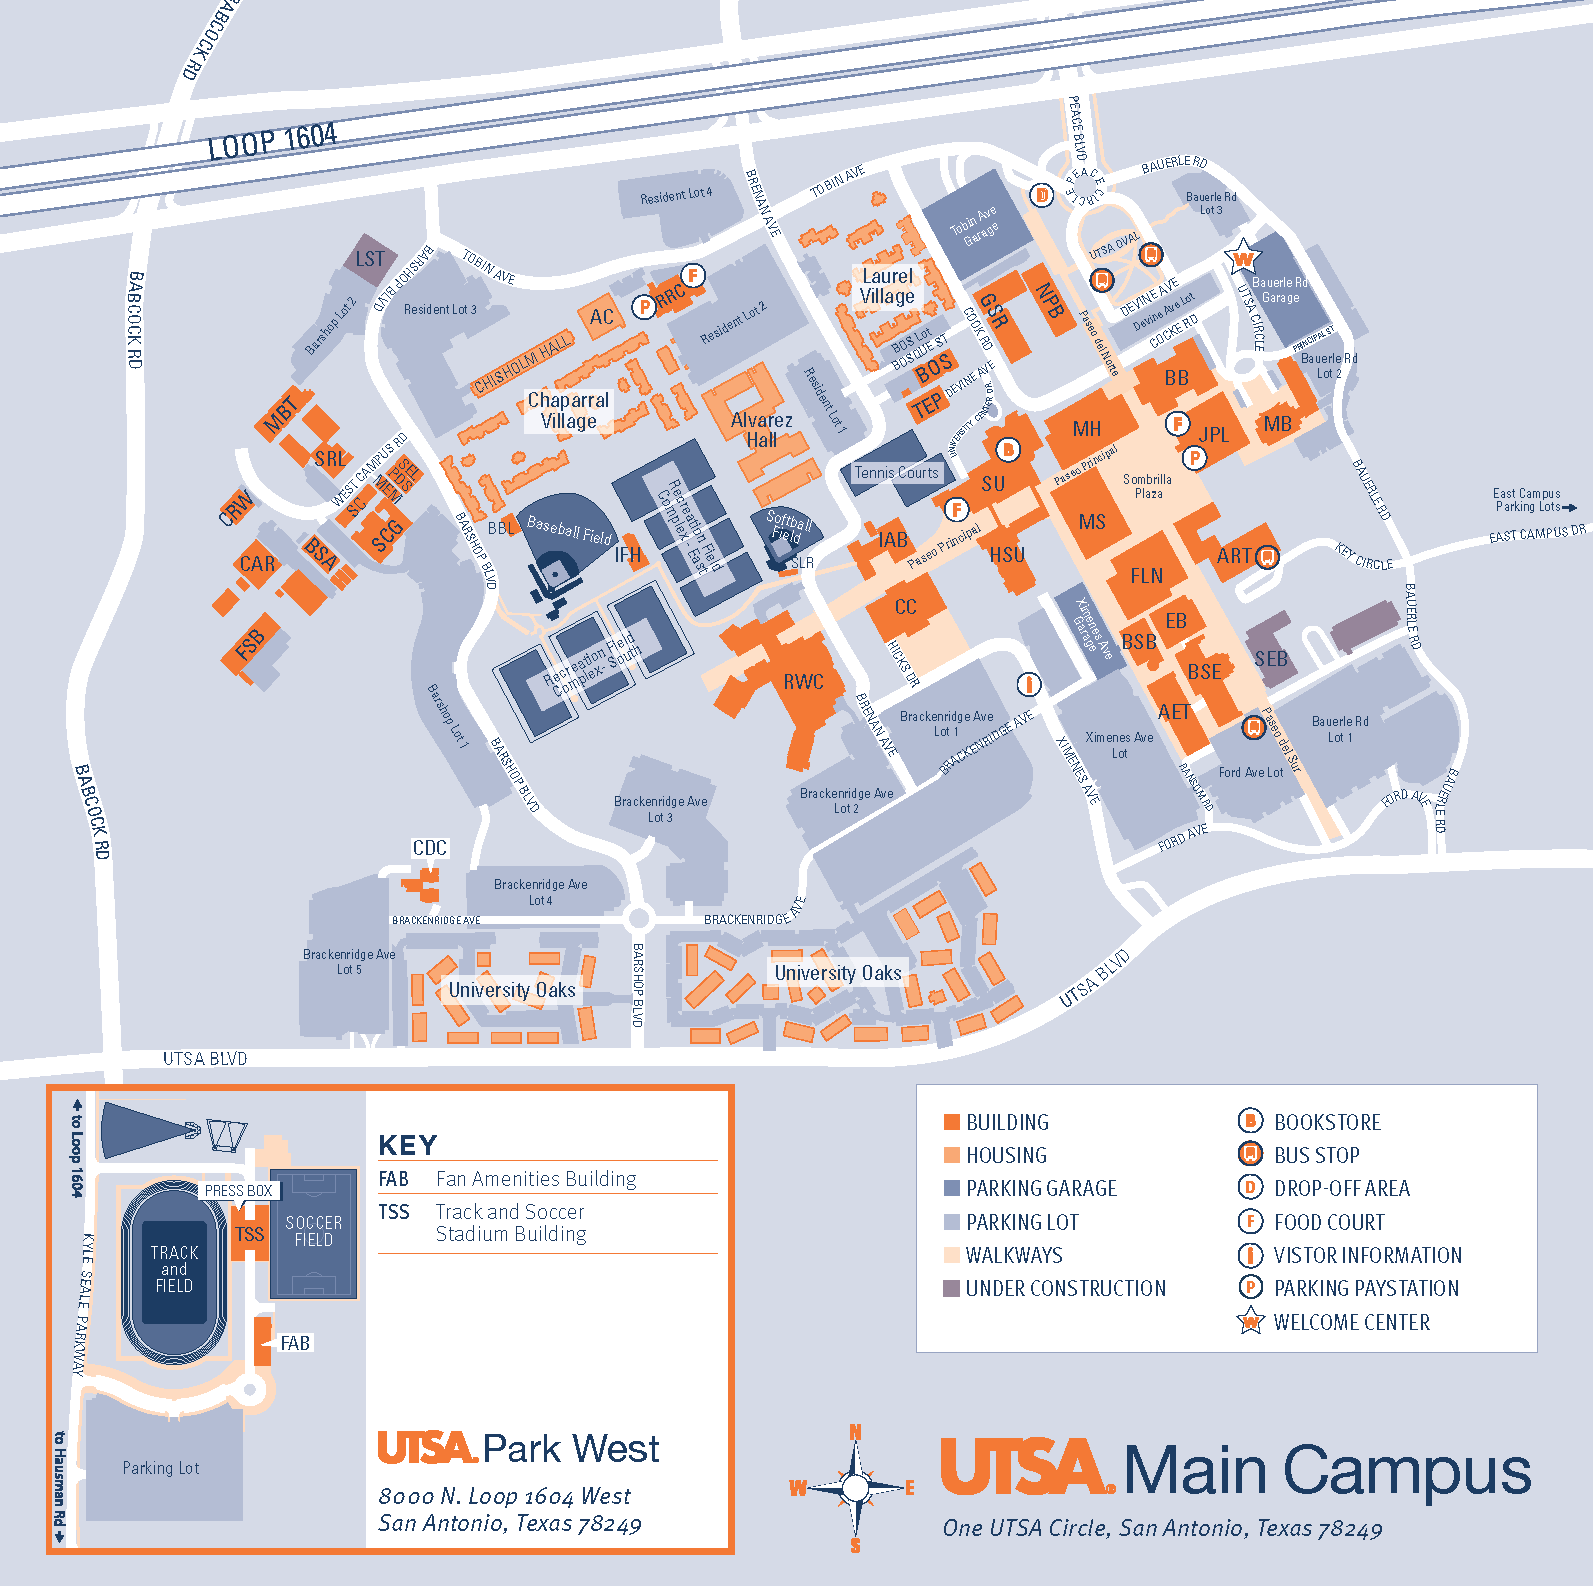 BABCOCK RD
LOOP 1604
PEACE BLVD
PEACE CIRCLE
BAUERLE RD
Bauerle Rd
Lot 3
BRENAN AVE
TOBIN AVE
Resident Lot 4
Tobin Ave
Garage
D
UTSA OVAL
W
LST
BARSHOP BLVD
TOBIN AVE
Barshop Lot 2
Resident Lot 3
F
P
RRC
AC
Resident Lot 2
CHISHOLM HALL
Laurel
Village
GSR
NPB
COOK RD
Paseo del Norte
DEVINE AVE
Devine Ave Lot
COCKE RD
UTSA CIRCLE
Bauerle Rd
Garage
PRINCIPAL ST
Bauerle Rd
Lot 2
BABCOCK RD
BOS Lot
BOSQUE ST
BOS
TEP
DEVINE AVE
UNIVERSITY CENTER RD
Resident Lot 1
Chaparral
Village
Alvarez
Hall
BB
MH
F
JPL
P
MB
MBT
SRL
WEST CAMPUS RD
SEL
PDS
MEW
SC
SCG
CRW
CAR
BSA
FSB
BBL
Baseball Field
IFH
Recreation Field
Complex - East
Softball
Field
SLR
Tennis Courts
B
SU
F
Paseo Principal
Sombrilla
Plaza
MS
IAB
Paseo Principal
HSU
ART
FLN
CC
EB
BSB
BSE
SEB
AET
Ximenes Ave
Garage
BAUERLE RD
East Campus
Parking Lots
EAST CAMPUS DR
KEY CIRCLE
BAUERLE RD
BARSHOP BLVD
Recreation Field
Complex - South
RWC
HICKS DR
Barshop Lot 1
BARSHOP BLVD
BRENAN AVE
Brackenridge Ave
Lot 1
BRACKENRIDGE AVE
XIMENES AVE
Ximenes Ave
Lot
RANSUM RD
Ford Ave Lot
Paseo del Sur
Bauerle Rd
Lot 1
FORD AVE
FORD AVE
BAUERLE RD
BABCOCK RD
Brackenridge Ave
Lot 3
Brackenridge Ave
Lot 2
CDC
Brackenridge Ave
Lot 4
BRACKENRIDGE AVE
BRACKENRIDGE AVE
Brackenridge Ave
Lot 5
University Oaks
BARSHOP BLVD
University Oaks
UTSA BLVD
UTSA BLVD
to Loop 1604
KYLE SEALE PARKWAY
to Hausman Rd
PRESS BOX
TSS
SOCCER
FIELD
TRACK
and
FIELD
FAB
Parking Lot
KEY
FAB Fan Amenities Building
TSS Track and Soccer
Stadium Building
UTSA. Park West
8000 N. Loop 1604 West
San Antonio, Texas 78249
BUILDING
HOUSING
PARKING GARAGE
PARKING LOT
WALKWAYS
UNDER CONSTRUCTION
B BOOKSTORE
BUS STOP
D DROP-OFF AREA
F FOOD COURT
I VISTOR INFORMATION
P PARKING PAYSTATION
W WELCOME CENTER
N
W
E
S
UTSA® Main Campus
One UTSA Circle, San Antonio, Texas 78249